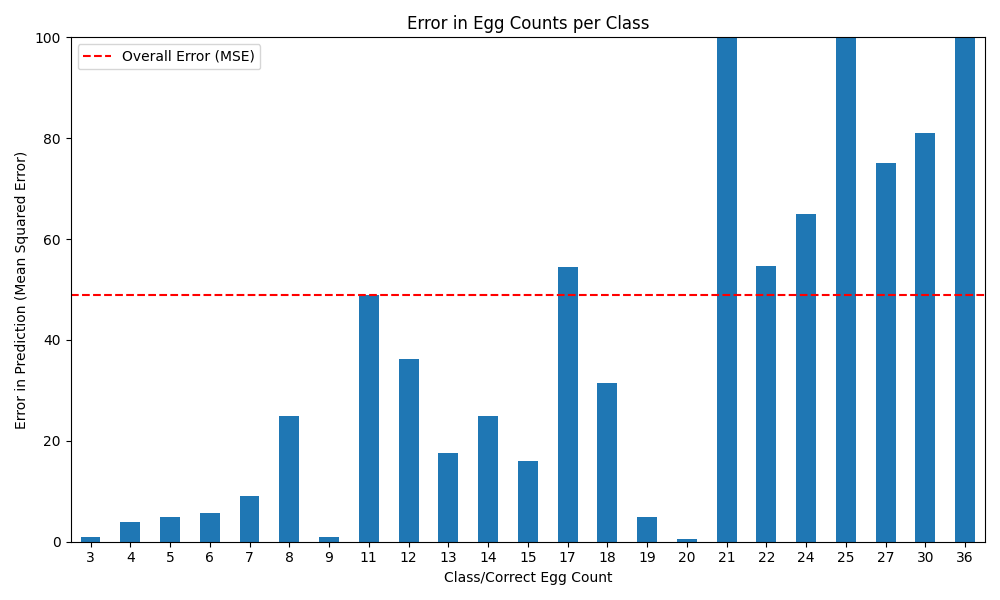 Error in Egg Counts per Class
Overall Error (MSE)
Error in Prediction (Mean Squared Error)
100
80
60
40
20
0
3 4 5 6 7 8 9 11 12 13 14 15 17 18 19 20 21 22 24 25 27 30 36
Class/Correct Egg Count